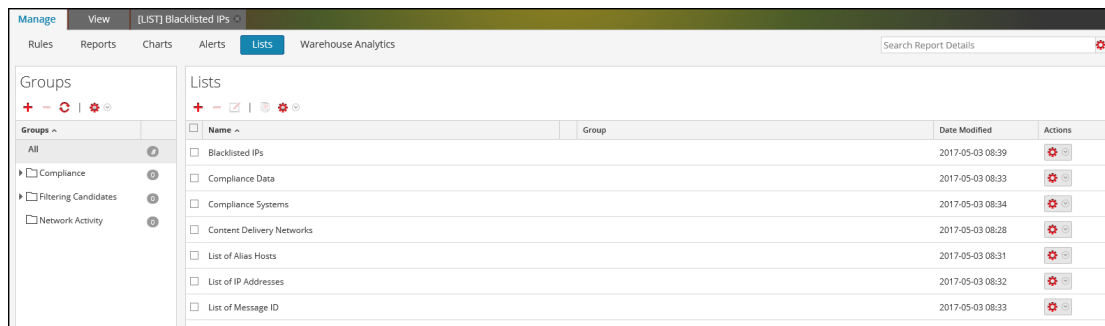 Manage View [LIST] Blacklisted IPs
Rules Reports Charts Alerts Lists Warehouse Analytics Search Report Details
Groups
Lists
Groups
Name Group Date Modified Actions
All
Blacklisted IPs 2017-05-03 08:39
Compliance 0
Compliance Data 2017-05-03 08:33
Filtering Candidates 0
Compliance Systems 2017-05-03 08:34
Network Activity 0
Content Delivery Networks 2017-05-03 08:28
List of Alias Hosts 2017-05-03 08:31
List of IP Addresses 2017-05-03 08:32
List of Message ID 2017-05-03 08:33